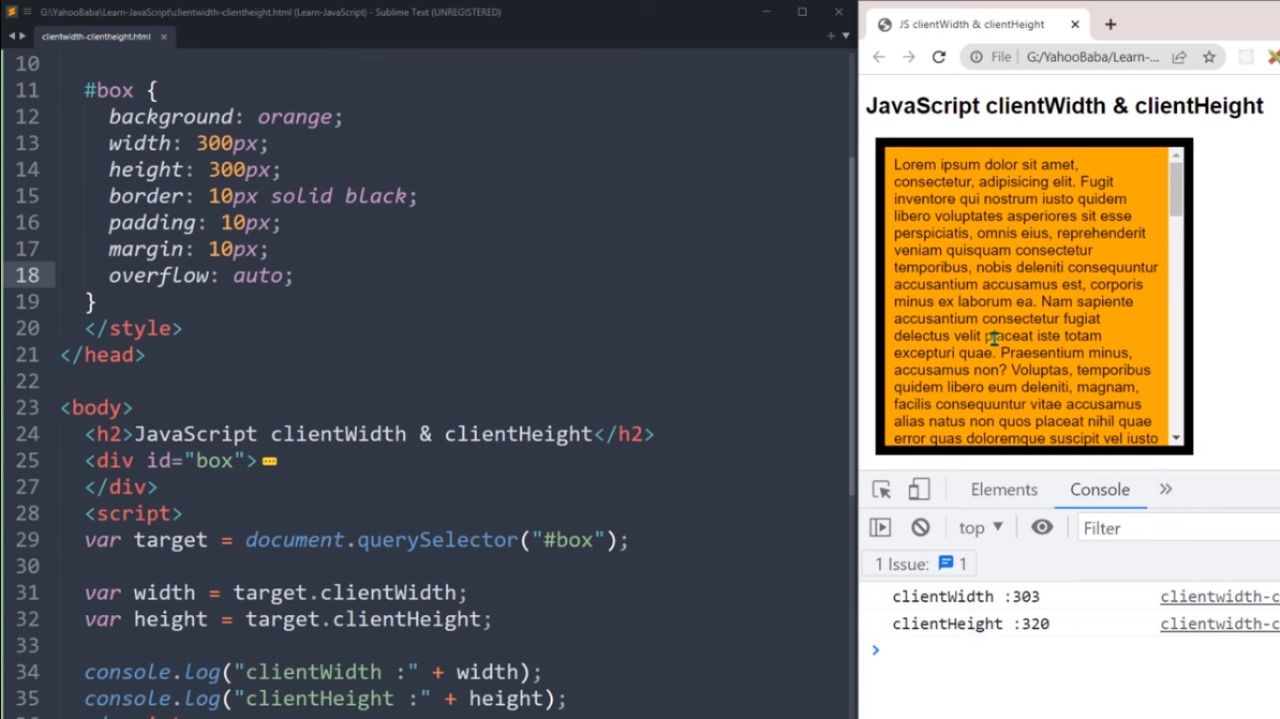 G:\YahooBaba\Learn-JavaScript\clientwidth-clientheight.html (Learn-JavaScript) - Sublime Text (UNREGISTERED)
clientwidth-clientheight.html
10
11 #box {
12 background: orange;
13 width: 300px;
14 height: 300px;
15 border: 10px solid black;
16 padding: 10px;
17 margin: 10px;
18 overflow: auto;
19 }
20 </style>
21 </head>
22
23 <body>
24 <h2>JavaScript clientWidth & clientHeight</h2>
25 <div id="box">
27 </div>
28 <script>
29 var target = document.querySelector("#box");
30
31 var width = target.clientWidth;
32 var height = target.clientHeight;
33
34 console.log("clientWidth :" + width);
35 console.log("clientHeight :" + height);
JS clientWidth & clientHeight
File G:/YahooBaba/Learn-...
JavaScript clientWidth & clientHeight
Lorem ipsum dolor sit amet,
consectetur, adipisicing elit. Fugit
inventore qui nostrum iusto quidem
libero voluptates asperiores sit esse
perspiciatis, omnis eius, reprehenderit
veniam quisquam consectetur
temporibus, nobis deleniti consequuntur
accusantium accusamus est, corporis
minus ex laborum ea. Nam sapiente
accusantium consectetur fugiat
delectus velit placeat iste totam
excepturi quae. Praesentium minus,
accusamus non? Voluptas, temporibus
quidem libero eum deleniti, magnam,
facilis consequuntur vitae accusamus
alias natus non quos placeat nihil quae
error quas doloremque suscipit vel iusto
Elements Console
top Filter
1 Issue: 1
clientWidth :303 clientwidth-c
clientHeight :320 clientwidth-c